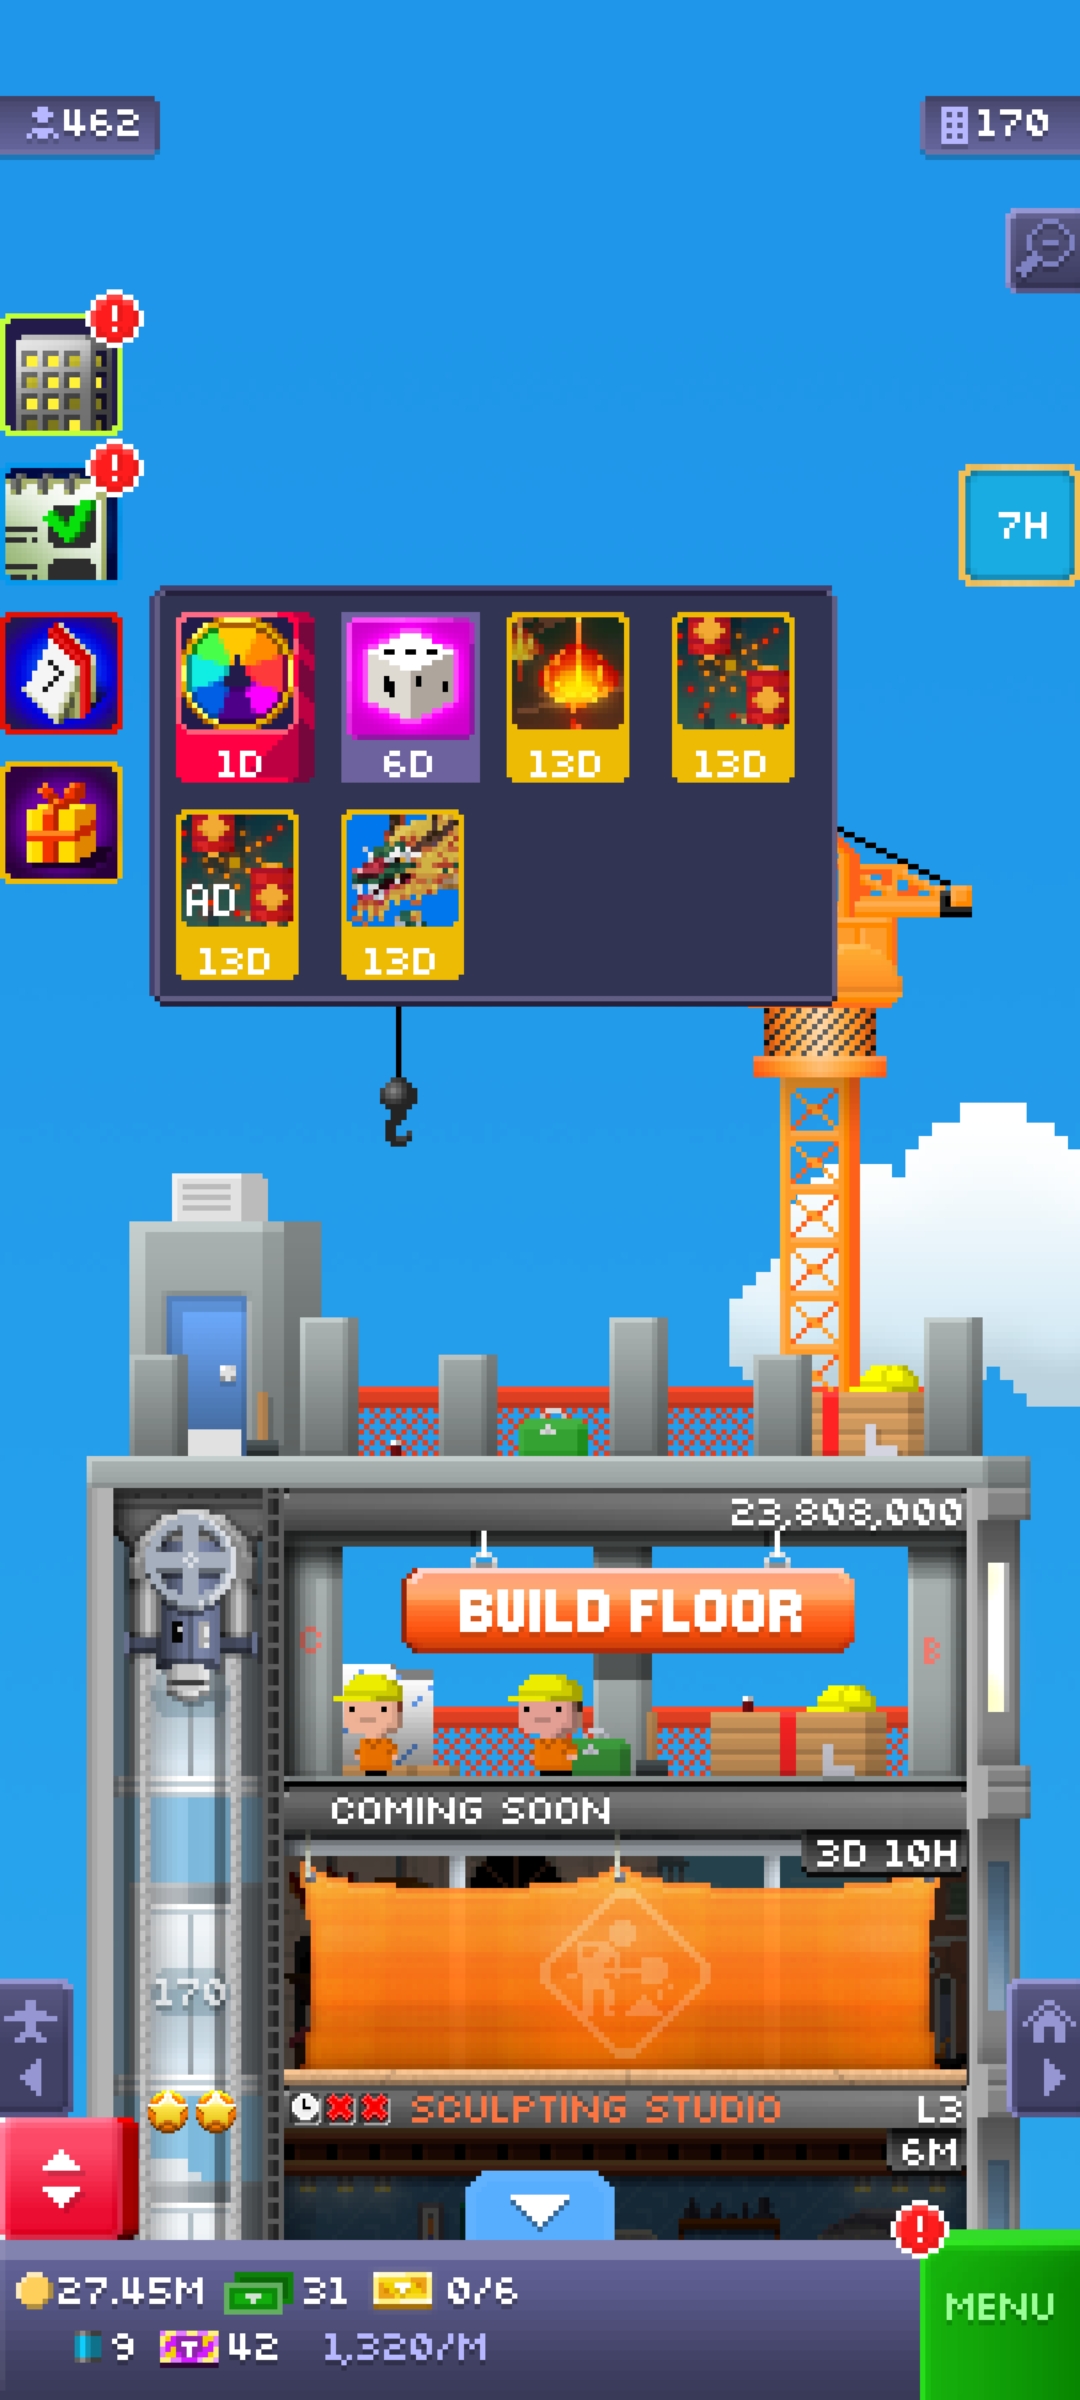 462
170
7H
1D
6D
13D
13D
AD
13D
13D
23,808,000
BUILD FLOOR
C
B
COMING SOON
3D 10H
170
SCULPTING STUDIO
L3
6M
27.45M 31 0/6
9 T 42 1,320/M
MENU